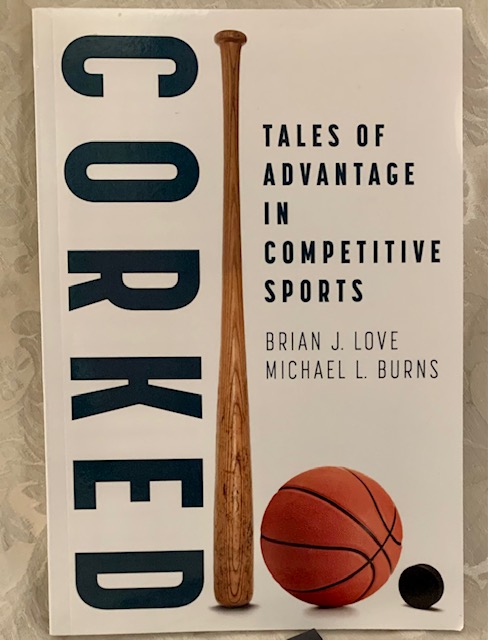 CORKED
TALES OF
ADVANTAGE
IN
COMPETITIVE
SPORTS
BRIAN J. LOVE
MICHAEL L. BURNS